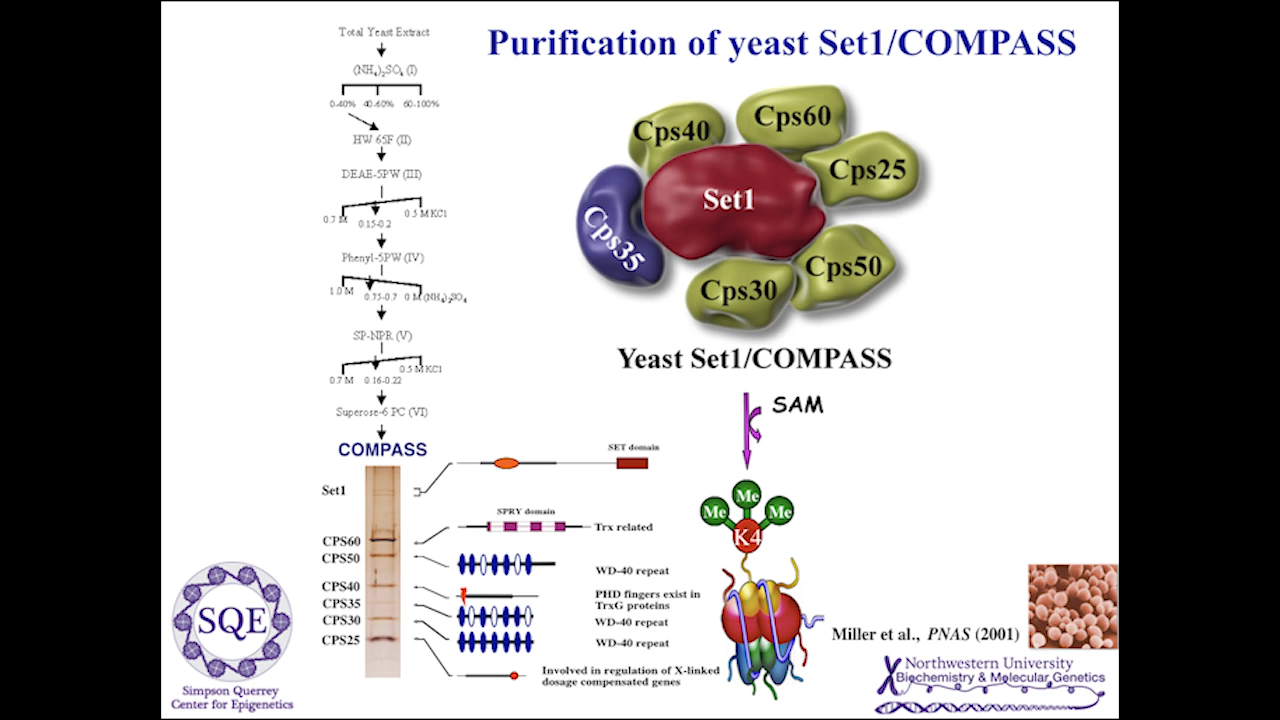 Purification of yeast Set1/COMPASS
Total Yeast Extract
(NH₄)₂SO₄ (I)
0-40% 40-60% 60-100%
HW 65F (II)
DEAE-5PW (III)
0.7 M 0.15-0.2 0.5 M KCl
Phenyl-5PW (IV)
1.0 M 0.75-0.7 0 M (NH₄)₂SO₄
SP-NPR (V)
0.7 M 0.16-0.22 0.5 M KCl
Superose-6 PC (VI)
COMPASS
Set1
CPS60
CPS50
CPS40
CPS35
CPS30
CPS25
SET domain
SPRY domain
Trx related
WD-40 repeat
PHD fingers exist in
TrxG proteins
WD-40 repeat
WD-40 repeat
Involved in regulation of X-linked
dosage compensated genes
Cps40
Cps60
Cps25
Set1
Cps35
Cps50
Cps30
Yeast Set1/COMPASS
SAM
Me
Me
Me
K4
Miller et al., PNAS (2001)
SQE
Simpson Querrey
Center for Epigenetics
Northwestern University
Biochemistry & Molecular Genetics